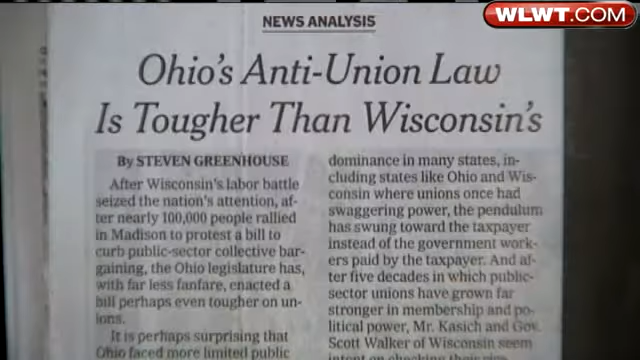 WLWT.COM
NEWS ANALYSIS
Ohio's Anti-Union Law
Is Tougher Than Wisconsin's
By STEVEN GREENHOUSE
After Wisconsin's labor battle
seized the nation's attention, af-
ter nearly 100,000 people rallied
in Madison to protest a bill to
curb public-sector collective bar-
gaining, the Ohio legislature has,
with far less fanfare, enacted a
bill perhaps even tougher on un-
ions.
It is perhaps surprising that
Ohio faced more limited public
dominance in many states, in-
cluding states like Ohio and Wis-
consin where unions once had
swaggering power, the pendulum
has swung toward the taxpayer
instead of the government work-
ers paid by the taxpayer. And af-
ter five decades in which public-
sector unions have grown far
stronger in membership and po-
litical power, Mr. Kasich and Gov.
Scott Walker of Wisconsin seem
intent on checking their